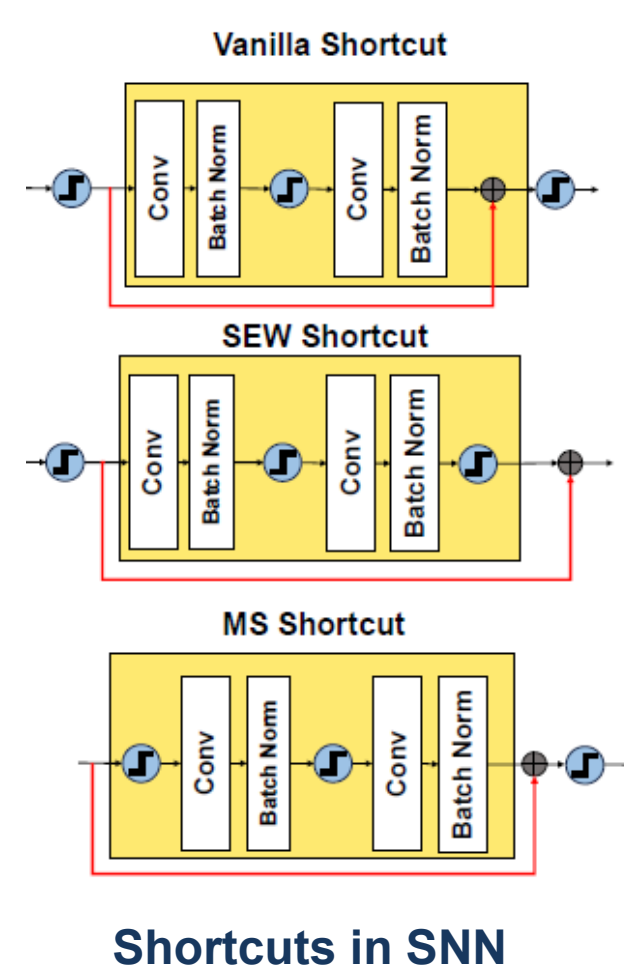 Vanilla Shortcut
Conv
Batch Norm
Conv
Batch Norm
SEW Shortcut
Conv
Batch Norm
Conv
Batch Norm
MS Shortcut
Conv
Batch Norm
Conv
Batch Norm
Shortcuts in SNN